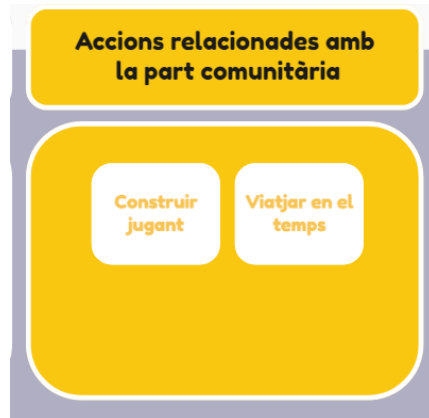 Accions relacionades amb
la part comunitària
Construir
jugant
Viatjar en el
temps